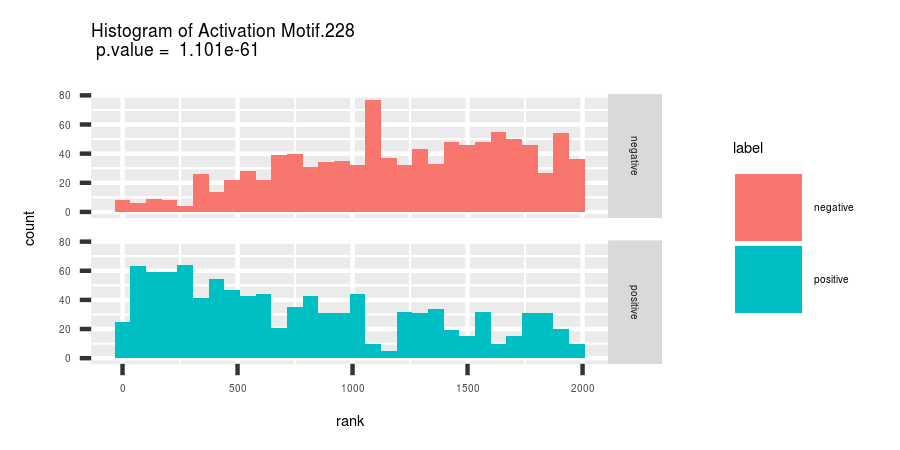 Histogram of Activation Motif.228
p.value = 1.101e-61
80
60
40
20
0
negative
80
60
40
20
0
positive
0 500 1000 1500 2000
rank
count
label
negative
positive